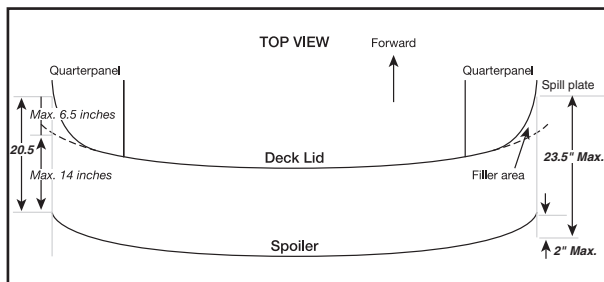 TOP VIEW
Forward
Quarterpanel
Quarterpanel
Spill plate
Max. 6.5 inches
20.5
Deck Lid
23.5" Max.
Max. 14 inches
Filler area
Spoiler
2" Max.